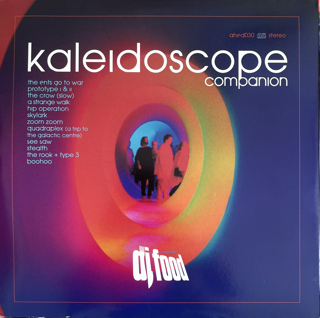 ahrd030 stereo
kaleidoscope
companion
the ents go to war
prototype i & ii
the crow (slow)
a strange walk
hip operation
skylark
zoom zoom
quadraplex (a trip to
the galactic centre)
see saw
stealth
the rook + type 3
boohoo
dj food